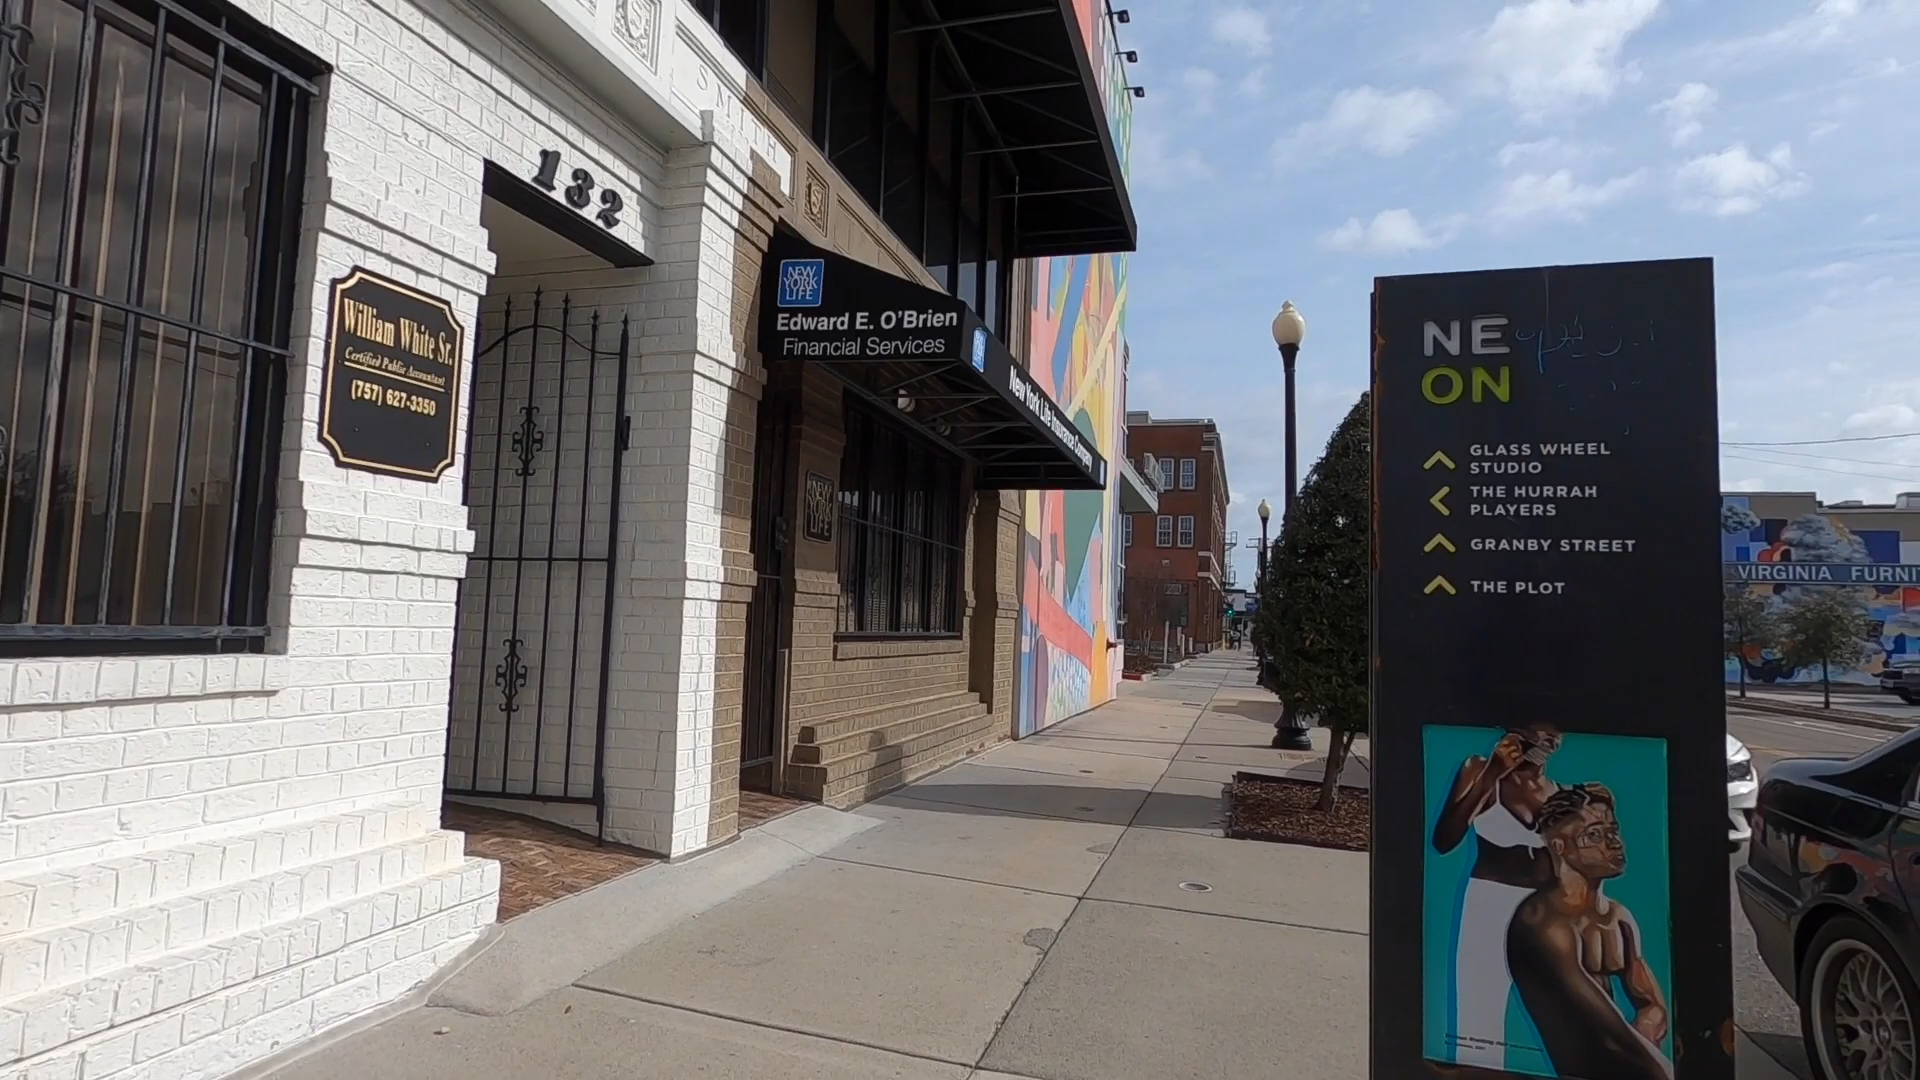 SMITH
132
William White Sr.
Certified Public Accountant
(757) 627-3350
NEW
YORK
LIFE
Edward E. O'Brien
Financial Services
New York Life Insurance Company
NEW
YORK
LIFE
NE
ON
GLASS WHEEL
STUDIO
THE HURRAH
PLAYERS
GRANBY STREET
THE PLOT
VIRGINIA FURNI